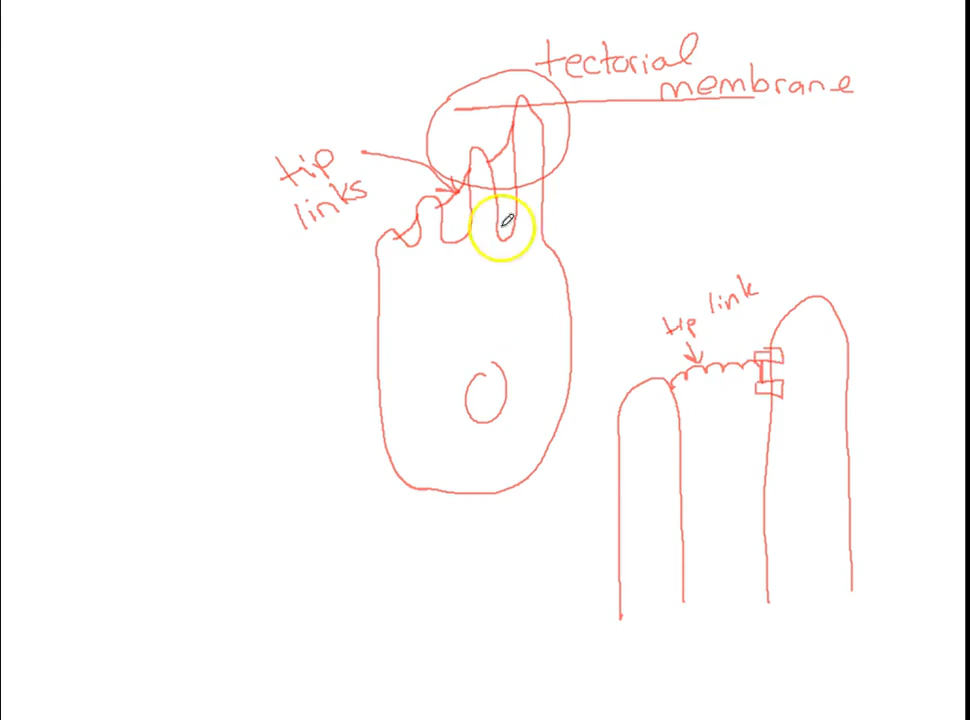 tectorial
membrane
tip
links
tip link